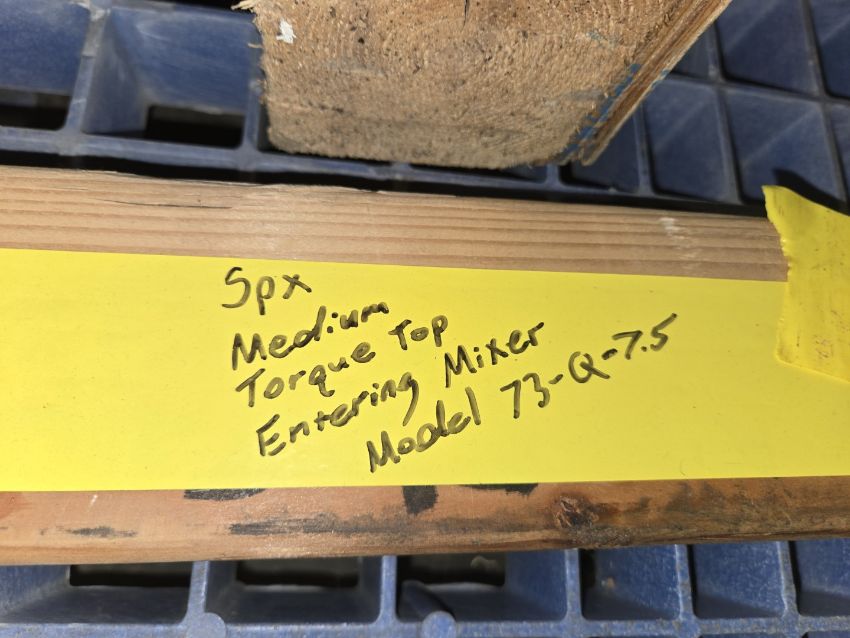 Spx
Medium
Torque Top
Entering Mixer
Model 73-Q-7.5